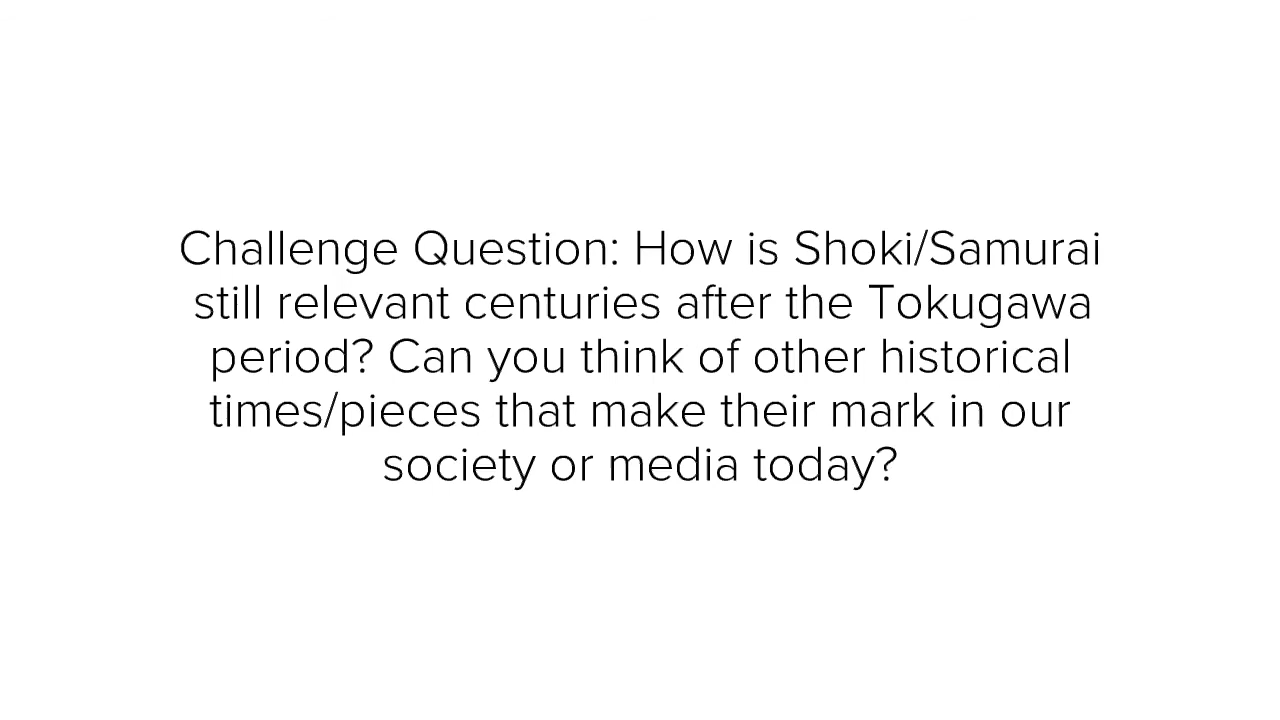 Challenge Question: How is Shoki/Samurai
still relevant centuries after the Tokugawa
period? Can you think of other historical
times/pieces that make their mark in our
society or media today?